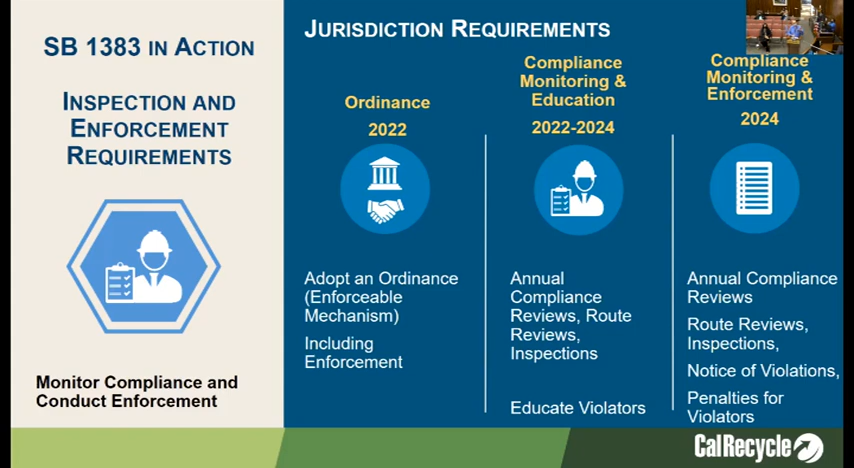 SB 1383 IN ACTION
INSPECTION AND
ENFORCEMENT
REQUIREMENTS
Monitor Compliance and
Conduct Enforcement
JURISDICTION REQUIREMENTS
Ordinance
2022
Adopt an Ordinance
(Enforceable
Mechanism)
Including
Enforcement
Compliance
Monitoring &
Education
2022-2024
Annual
Compliance
Reviews, Route
Reviews,
Inspections
Educate Violators
Compliance
Monitoring &
Enforcement
2024
Annual Compliance
Reviews
Route Reviews,
Inspections,
Notice of Violations,
Penalties for
Violators
CalRecycle